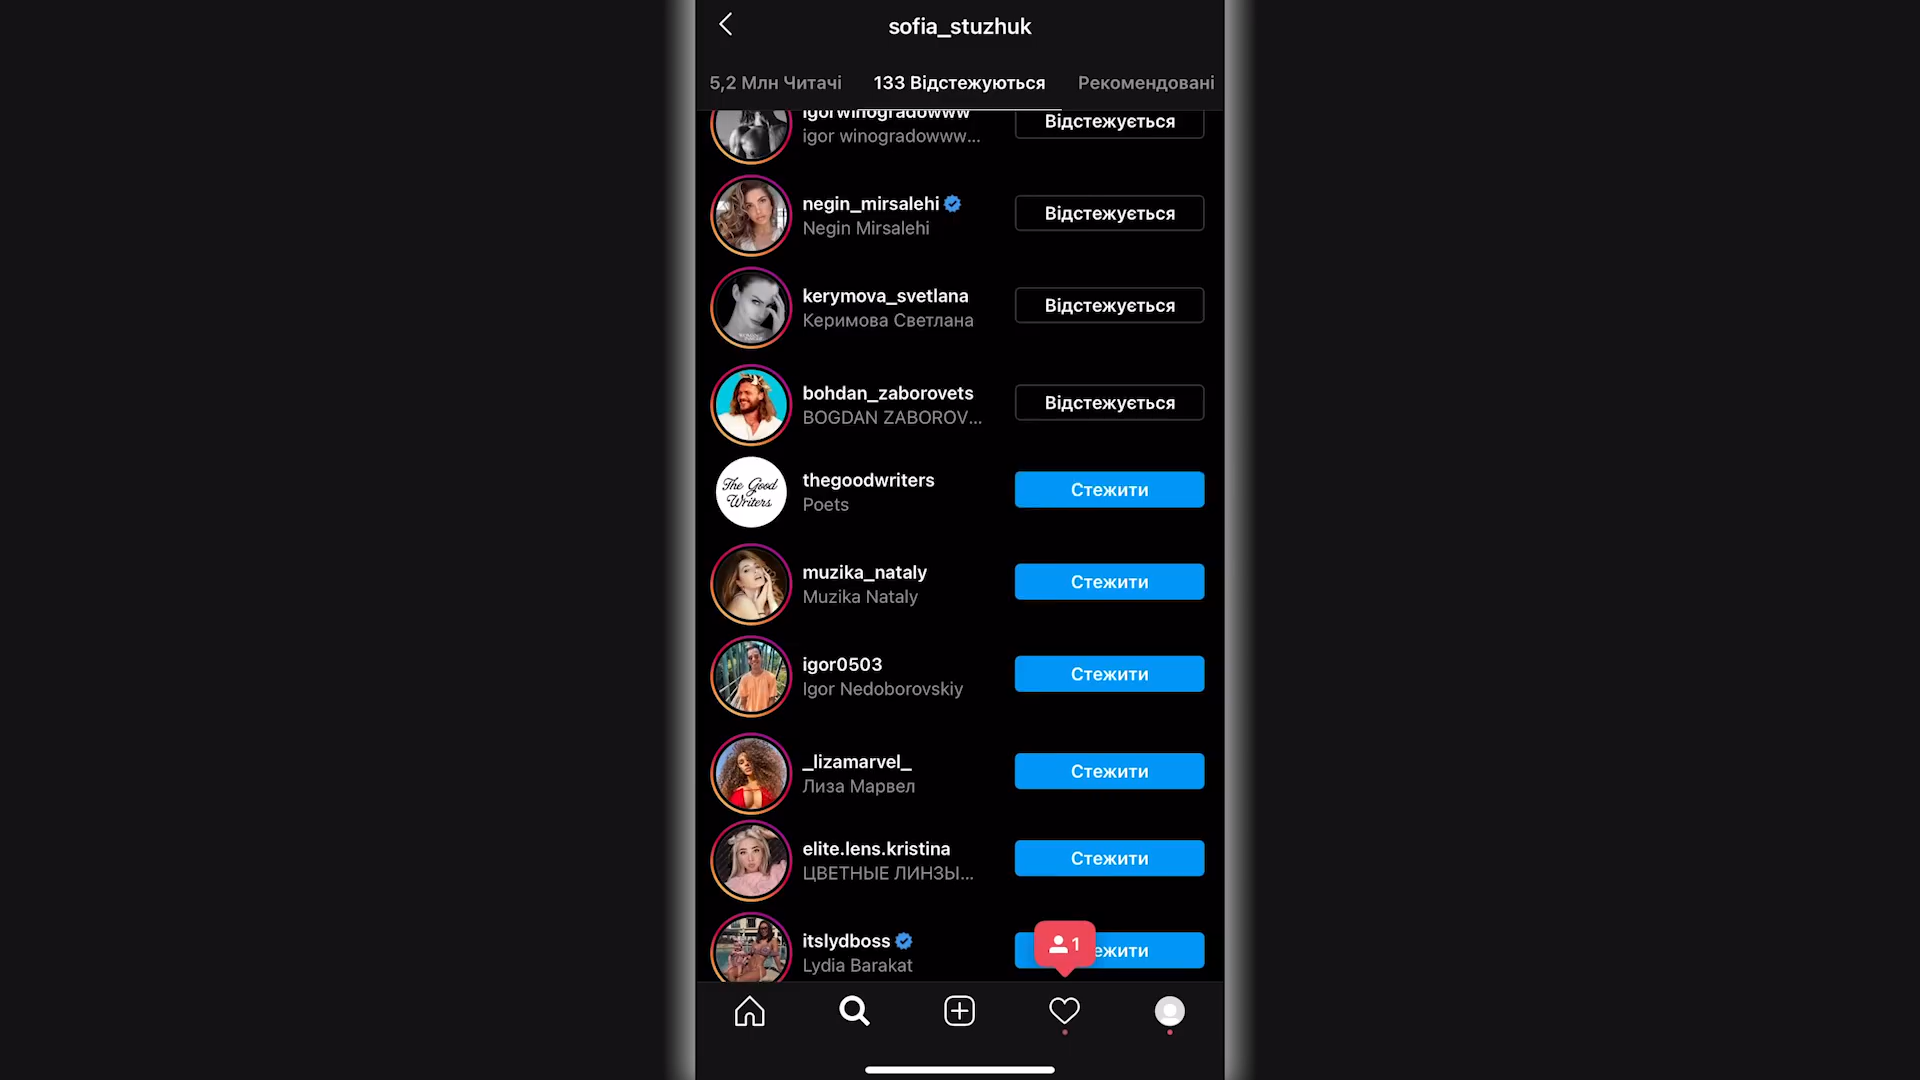 sofia_stuzhuk
5,2 Млн Читачі 133 Відстежуються Рекомендовані
igorwinogradowww
igor winogradowww...
Відстежується
negin_mirsalehi
Negin Mirsalehi
Відстежується
kerymova_svetlana
Керимова Светлана
Відстежується
bohdan_zaborovets
BOGDAN ZABOROV...
Відстежується
The Good
Writers
thegoodwriters
Poets
Стежити
muzika_nataly
Muzika Nataly
Стежити
igor0503
Igor Nedoborovskiy
Стежити
_lizamarvel_
Лиза Марвел
Стежити
elite.lens.kristina
ЦВЕТНЫЕ ЛИНЗЫ...
Стежити
itslydboss
Lydia Barakat
ежити
1